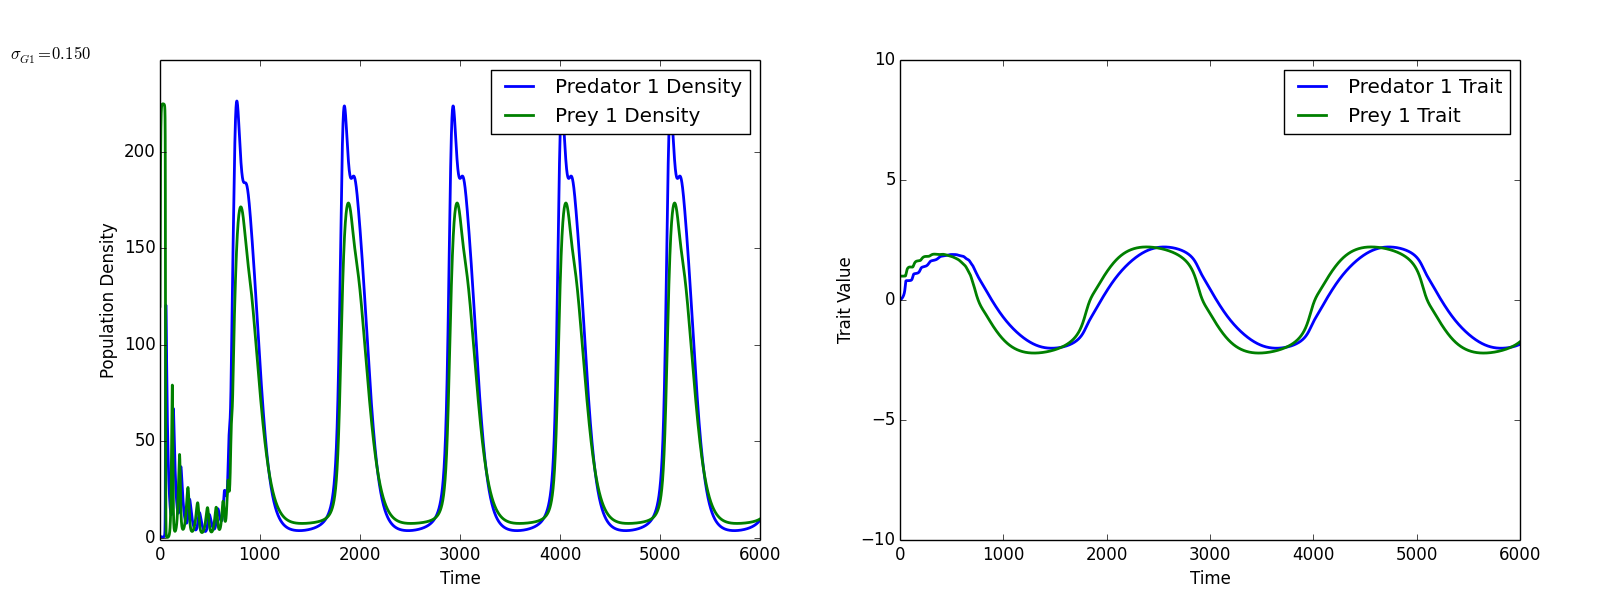 σG1=0.150
Population Density
200
150
100
50
0
0 1000 2000 3000 4000 5000 6000
Time
Predator 1 Density
Prey 1 Density
Trait Value
10
5
0
−5
−10
0 1000 2000 3000 4000 5000 6000
Time
Predator 1 Trait
Prey 1 Trait